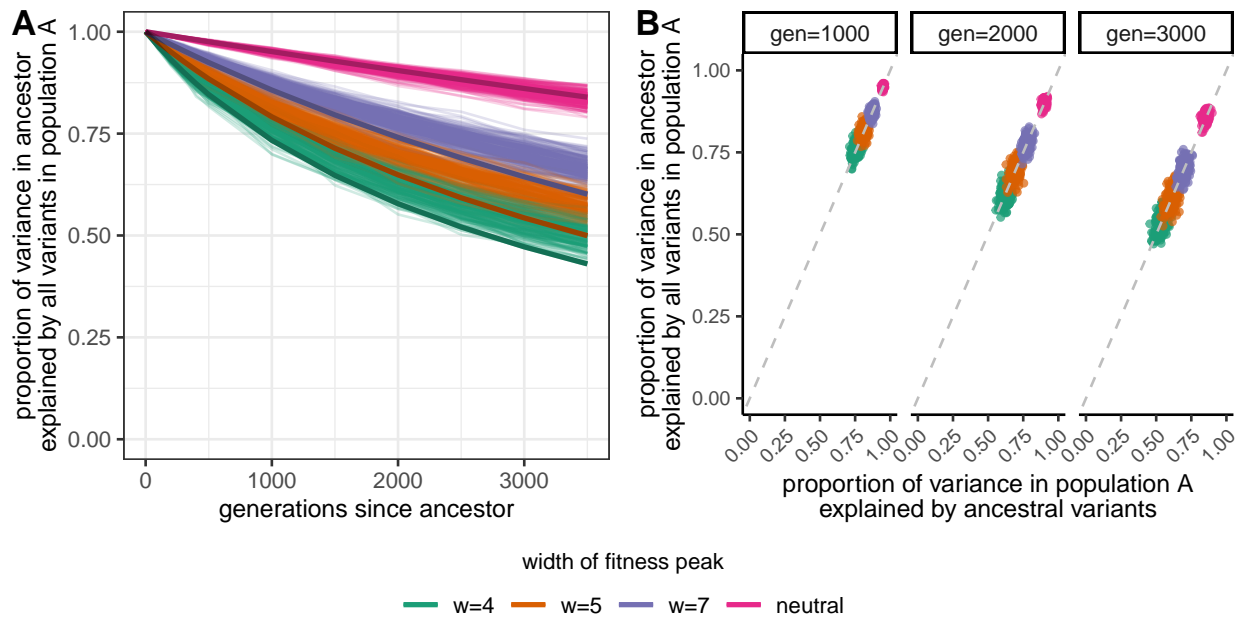 A
proportion of variance in ancestor
explained by all variants in population A
1.00
0.75
0.50
0.25
0.00
0
1000
2000
3000
generations since ancestor
B
proportion of variance in ancestor
explained by all variants in population A
gen=1000
gen=2000
gen=3000
1.00
0.75
0.50
0.25
0.00
0.00
0.25
0.50
0.75
1.00
0.00
0.25
0.50
0.75
1.00
0.00
0.25
0.50
0.75
1.00
proportion of variance in population A
explained by ancestral variants
width of fitness peak
w=4
w=5
w=7
neutral